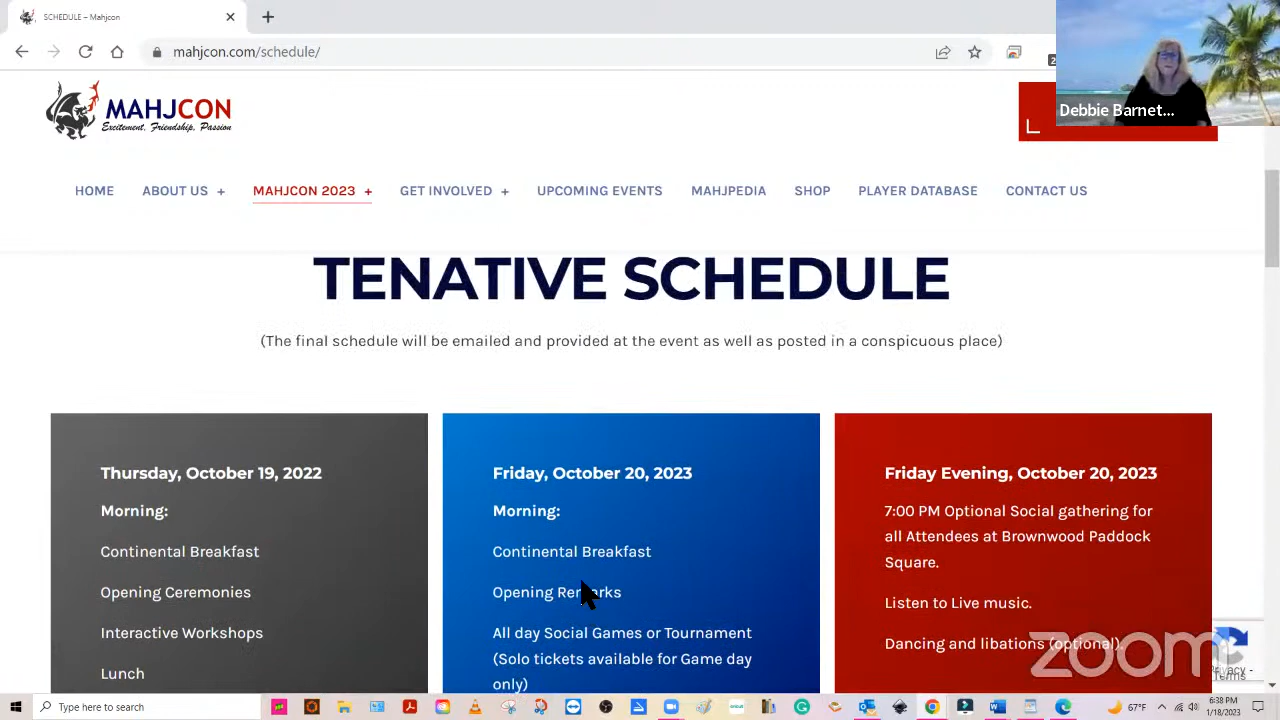 SCHEDULE – Mahjcon
mahjcon.com/schedule/
Debbie Barnet...
MAHJCON
Excitement, Friendship, Passion
HOME ABOUT US + MAHJCON 2023 + GET INVOLVED + UPCOMING EVENTS MAHJPEDIA SHOP PLAYER DATABASE CONTACT US
TENATIVE SCHEDULE
(The final schedule will be emailed and provided at the event as well as posted in a conspicuous place)
Thursday, October 19, 2022
Morning:
Continental Breakfast
Opening Ceremonies
Interactive Workshops
Lunch
Friday, October 20, 2023
Morning:
Continental Breakfast
Opening Remarks
All day Social Games or Tournament
(Solo tickets available for Game day
only)
Friday Evening, October 20, 2023
7:00 PM Optional Social gathering for
all Attendees at Brownwood Paddock
Square.
Listen to Live music.
Dancing and libations (optional).
zoom
Terms
Type here to search
6:38 PM
1/18/2023